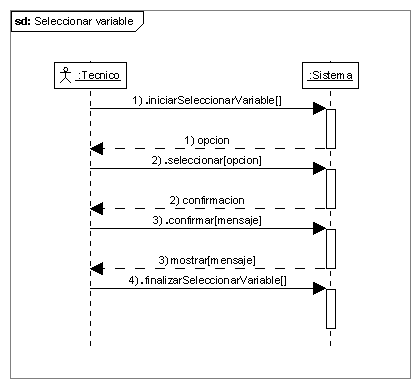 sd: Seleccionar variable
:Tecnico
:Sistema
1) .iniciarSeleccionarVariable[]
1) opcion
2) .seleccionar[opcion]
2) confirmacion
3) .confirmar[mensaje]
3) mostrar[mensaje]
4) .finalizarSeleccionarVariable[]